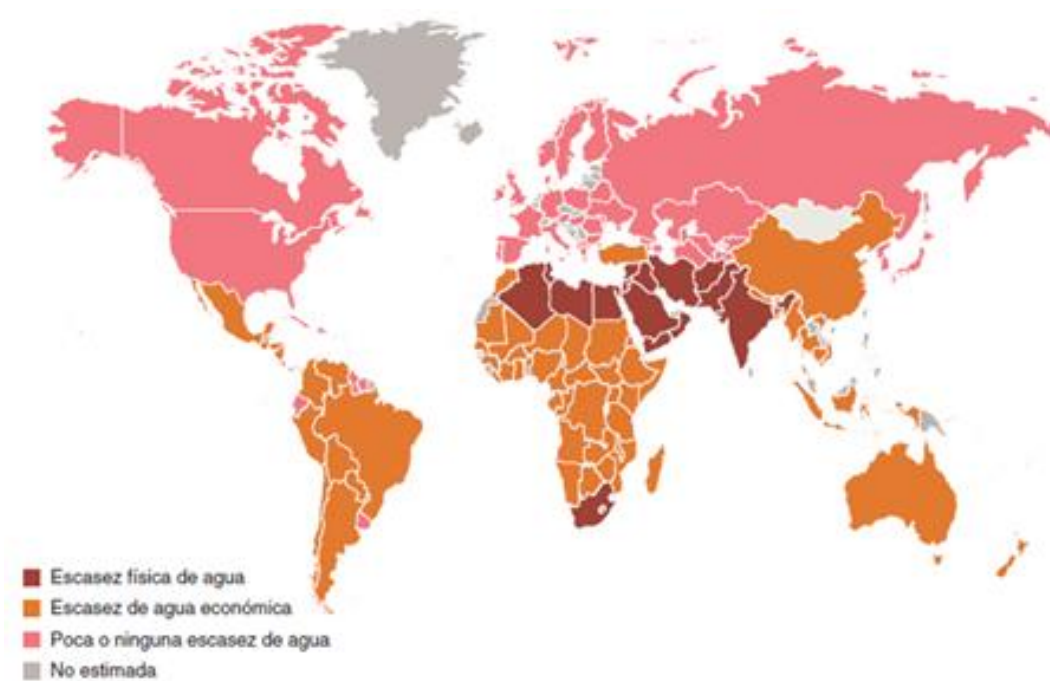 Escasez física de agua
Escasez de agua económica
Poca o ninguna escasez de agua
No estimada